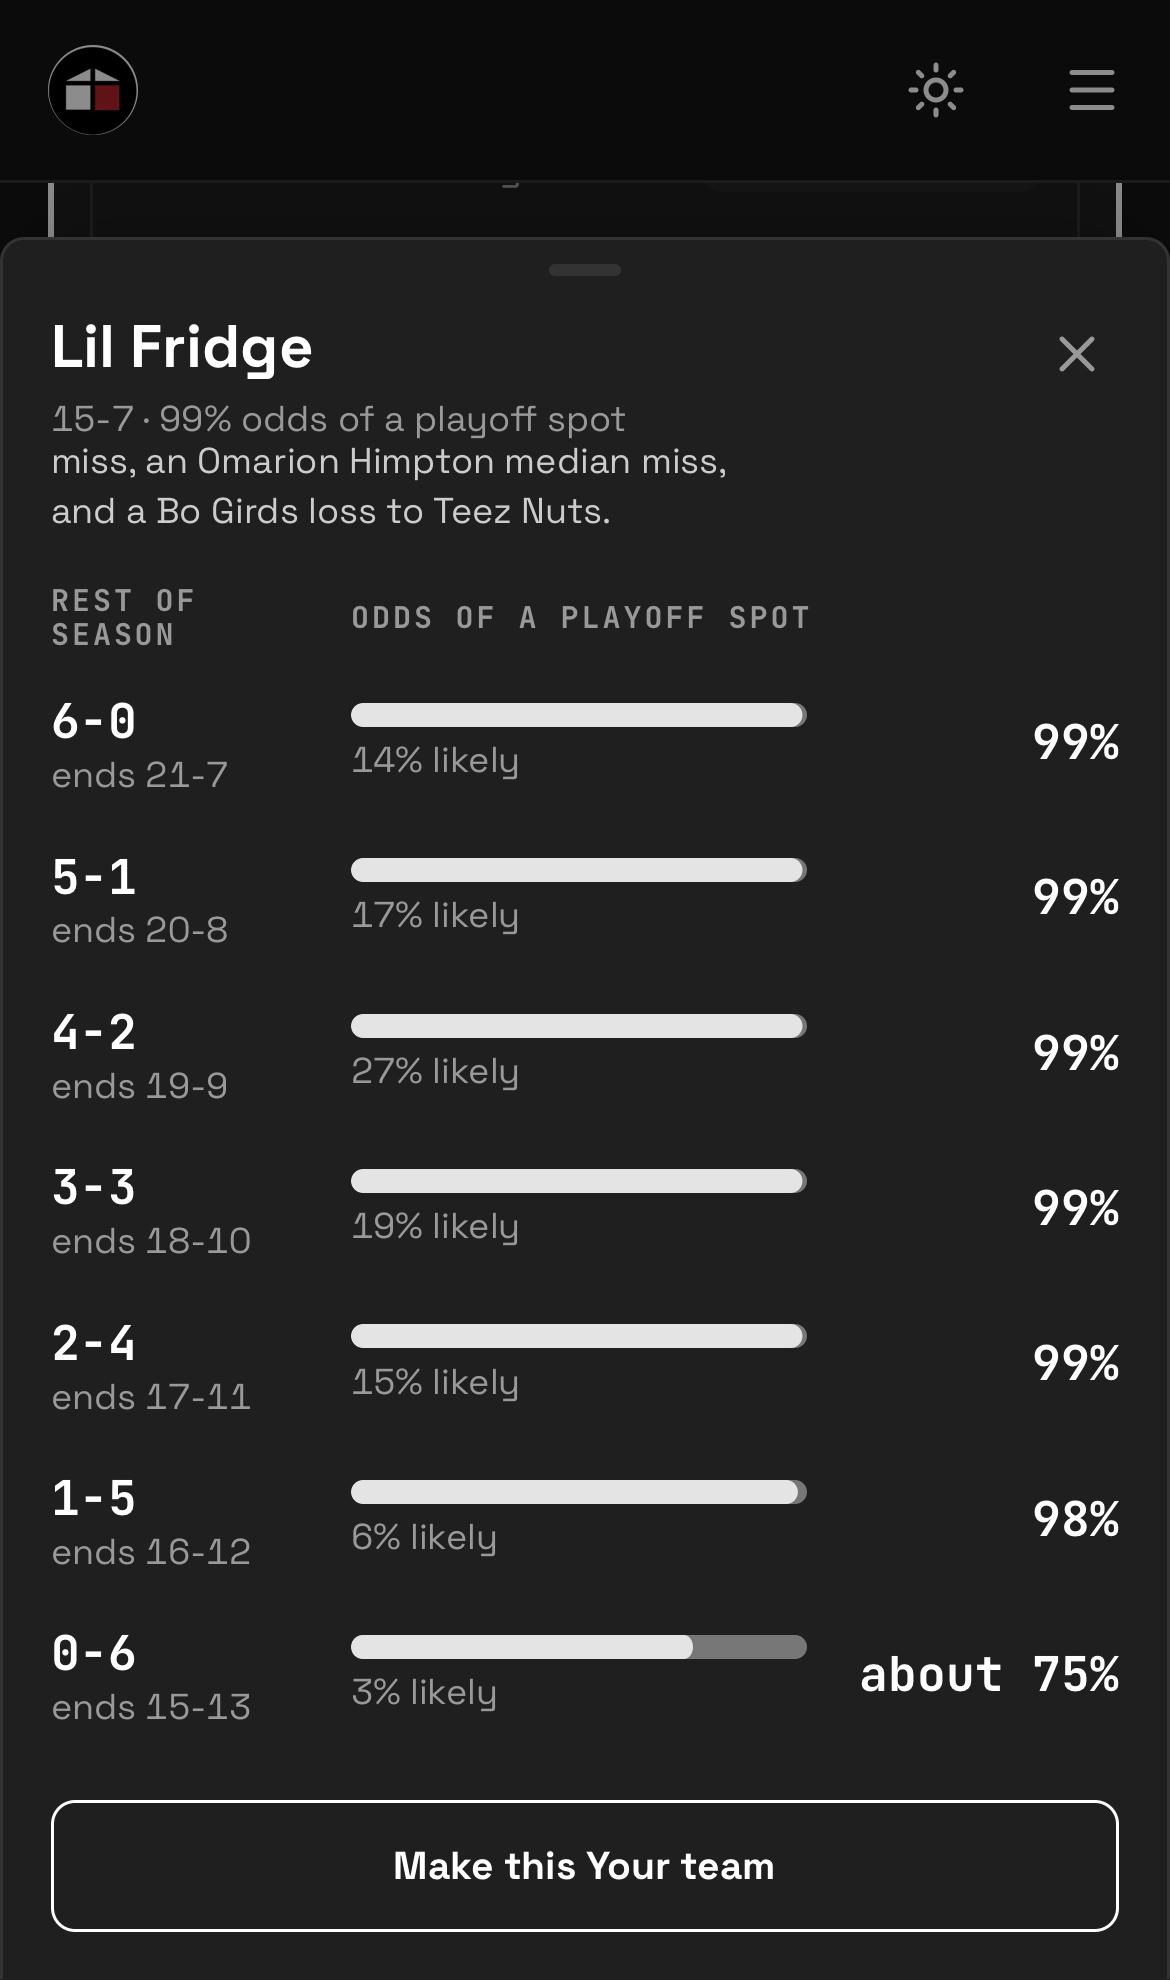 Lil Fridge
15-7 · 99% odds of a playoff spot
miss, an Omarion Himpton median miss,
and a Bo Girds loss to Teez Nuts.
REST OF
SEASON
ODDS OF A PLAYOFF SPOT
6-0
ends 21-7
14% likely
99%
5-1
ends 20-8
17% likely
99%
4-2
ends 19-9
27% likely
99%
3-3
ends 18-10
19% likely
99%
2-4
ends 17-11
15% likely
99%
1-5
ends 16-12
6% likely
98%
0-6
ends 15-13
3% likely
about 75%
Make this Your team